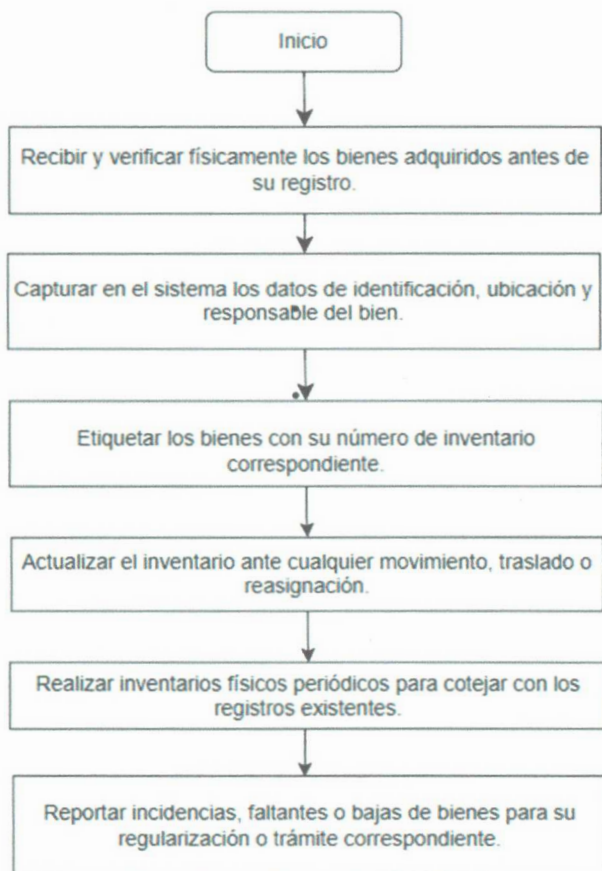 Inicio
Recibir y verificar físicamente los bienes adquiridos antes de
su registro.
Capturar en el sistema los datos de identificación, ubicación y
responsable del bien.
Etiquetar los bienes con su número de inventario
correspondiente.
Actualizar el inventario ante cualquier movimiento, traslado o
reasignación.
Realizar inventarios físicos periódicos para cotejar con los
registros existentes.
Reportar incidencias, faltantes o bajas de bienes para su
regularización o trámite correspondiente.